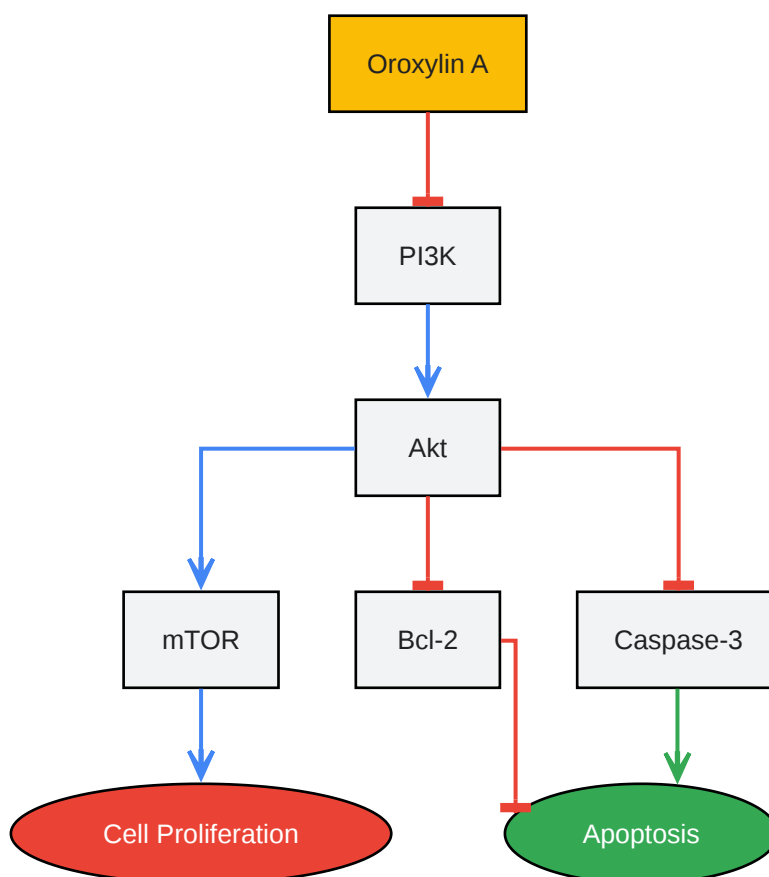 Oroxylin A
PI3K
Akt
mTOR
Bcl-2
Caspase-3
Cell Proliferation
Apoptosis